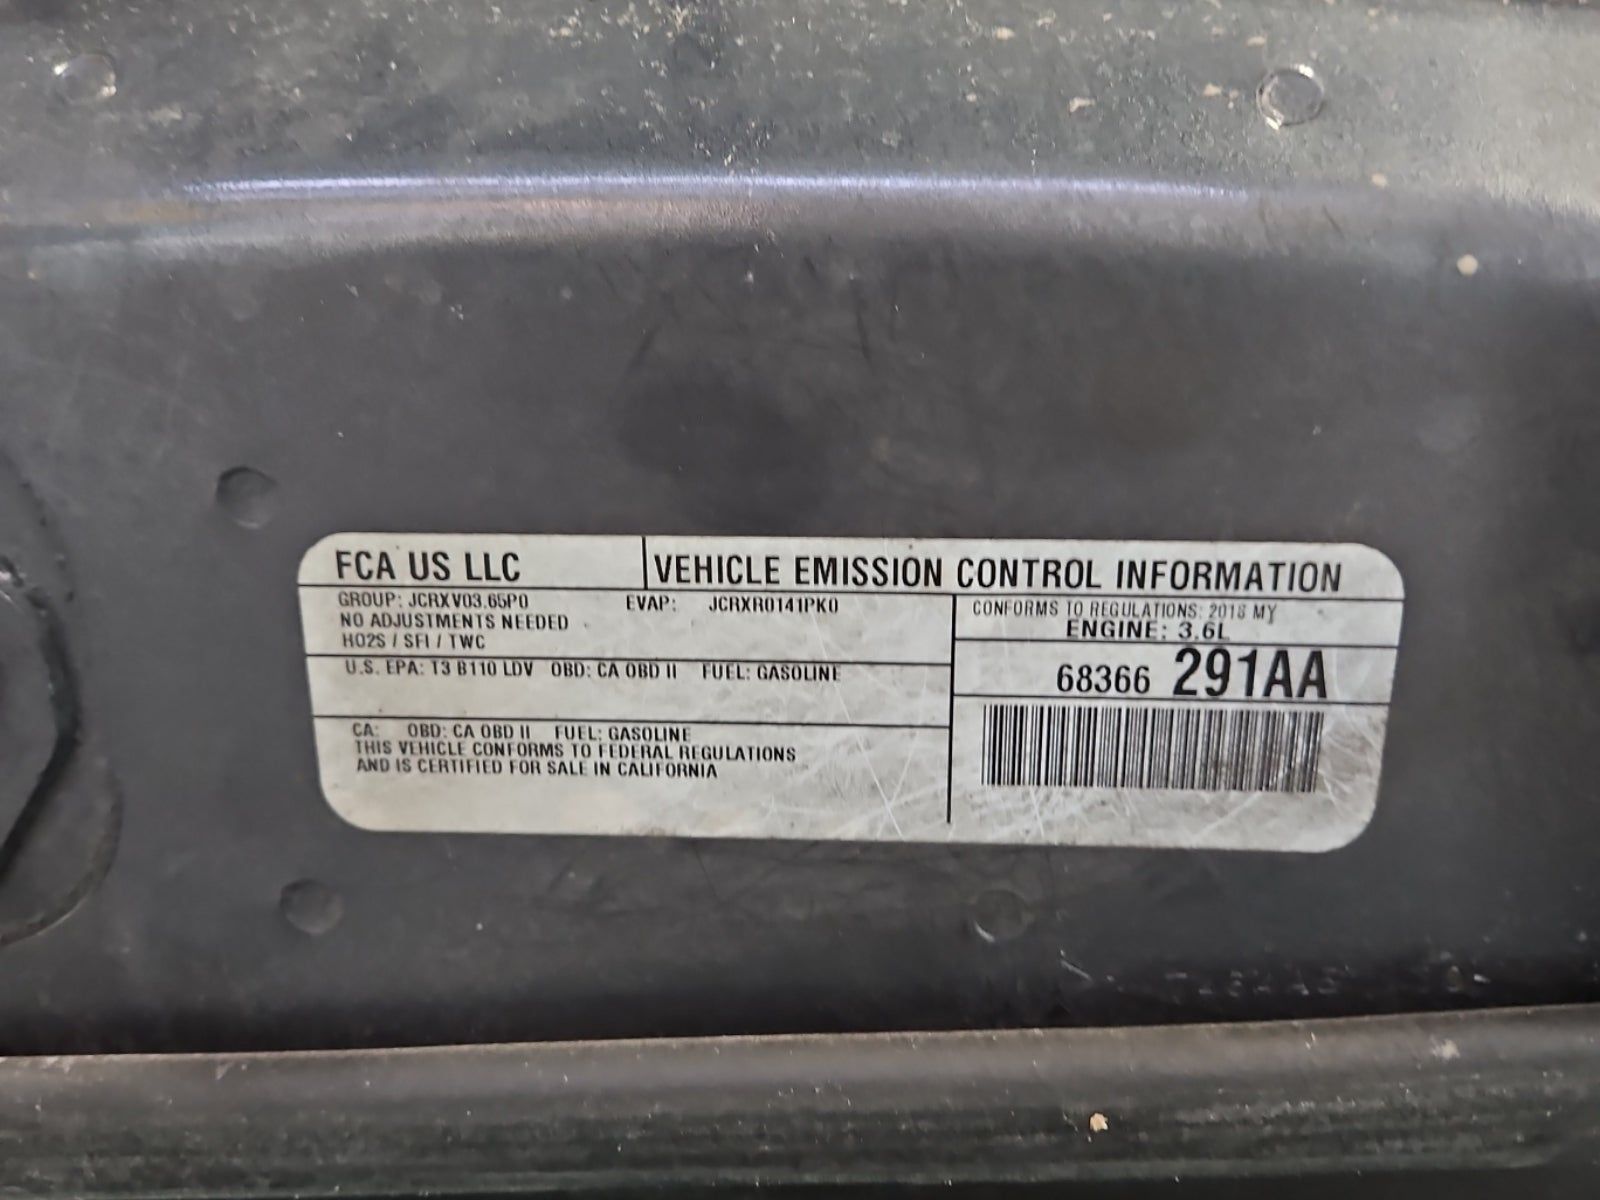 FCA US LLC
VEHICLE EMISSION CONTROL INFORMATION
GROUP: JCRXV03.65P0 EVAP: JCRXR0141PK0
NO ADJUSTMENTS NEEDED
HO2S / SFI / TWC
CONFORMS TO REGULATIONS: 2018 MY
ENGINE: 3.6L
U.S. EPA: T3 B110 LDV OBD: CA OBD II FUEL: GASOLINE
68366 291AA
CA: OBD: CA OBD II FUEL: GASOLINE
THIS VEHICLE CONFORMS TO FEDERAL REGULATIONS
AND IS CERTIFIED FOR SALE IN CALIFORNIA